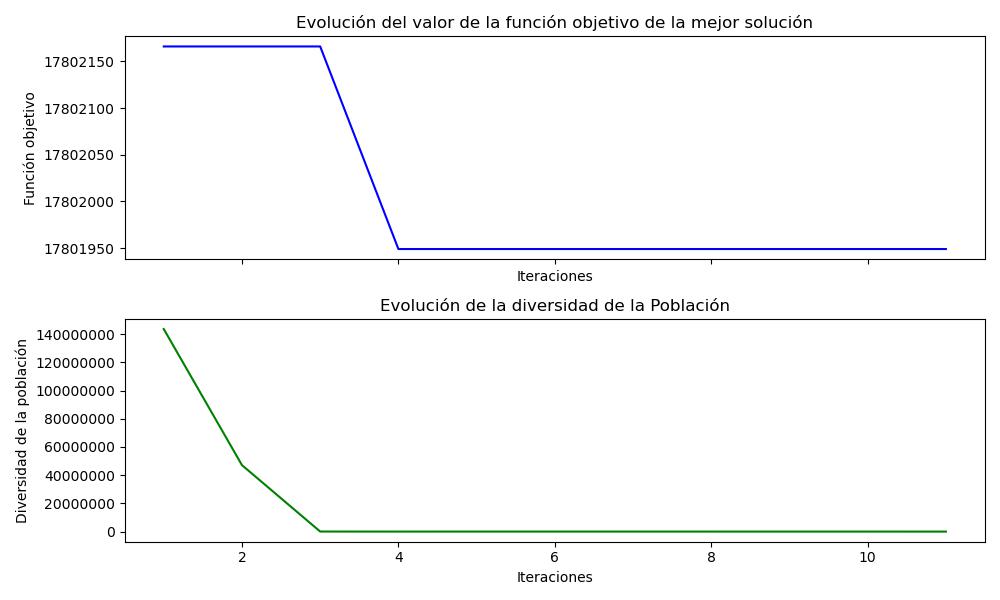 Evolución del valor de la función objetivo de la mejor solución
Función objetivo
17802150
17802100
17802050
17802000
17801950
Iteraciones
Evolución de la diversidad de la Población
Diversidad de la población
140000000
120000000
100000000
80000000
60000000
40000000
20000000
0
2 4 6 8 10
Iteraciones